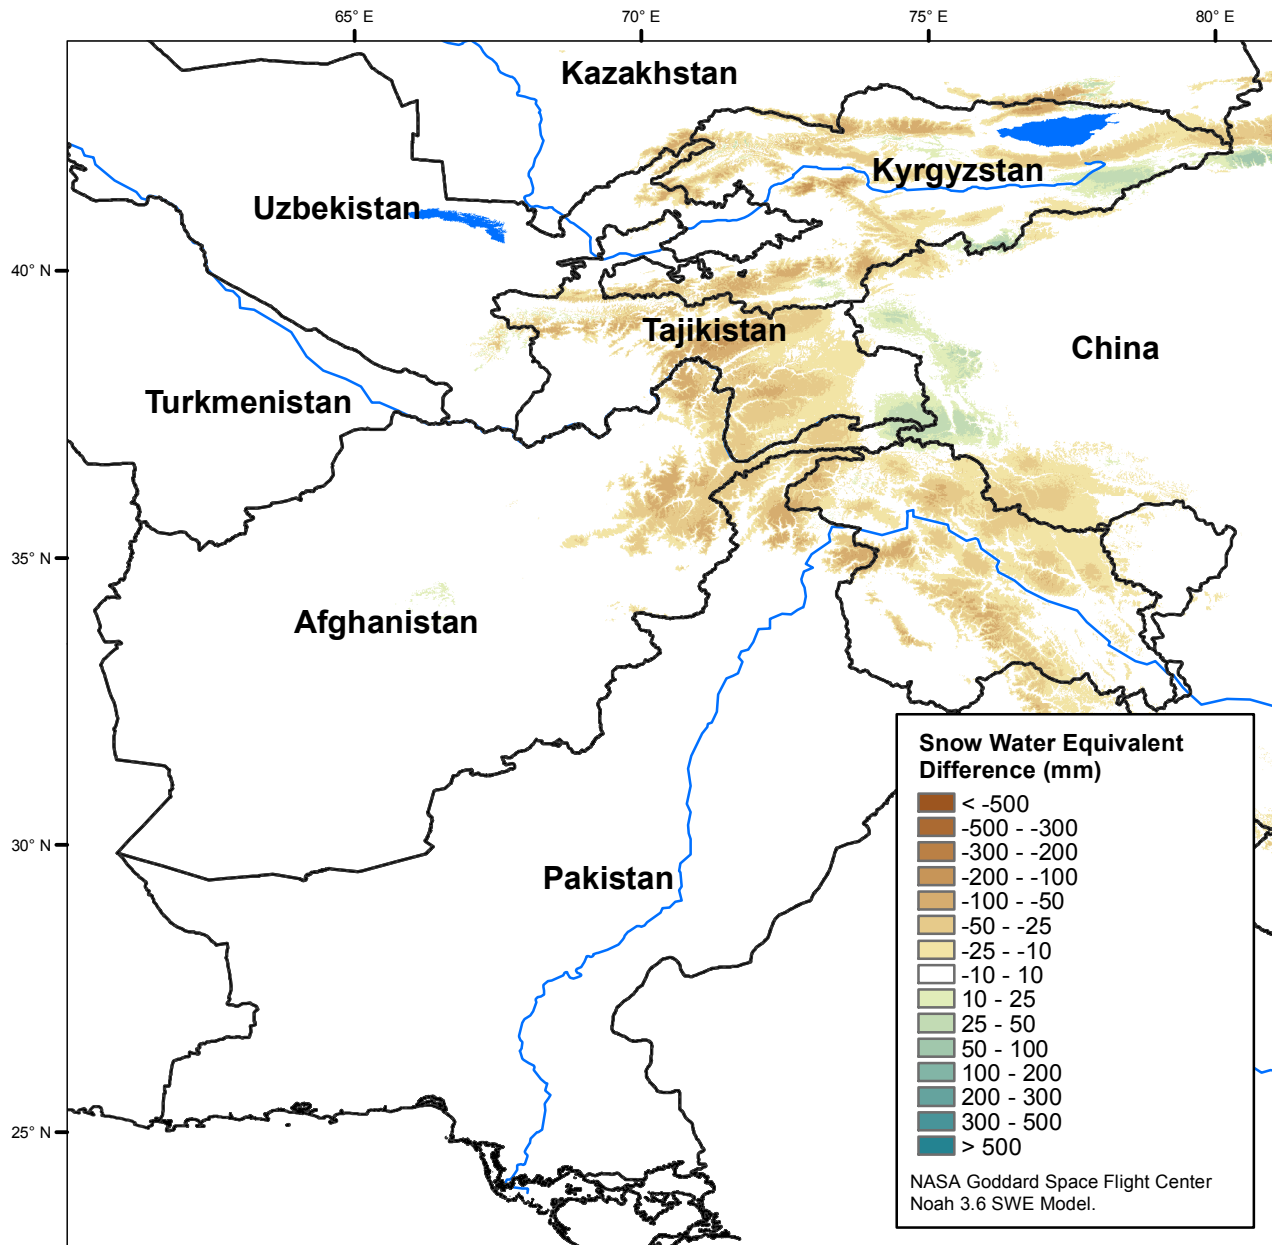 65° E
70° E
75° E
80° E
Kazakhstan
Kyrgyzstan
Uzbekistan
40° N
Tajikistan
China
Turkmenistan
35° N
Afghanistan
Snow Water Equivalent
Difference (mm)
< -500
-500 - -300
-300 - -200
-200 - -100
-100 - -50
-50 - -25
-25 - -10
-10 - 10
10 - 25
25 - 50
50 - 100
100 - 200
200 - 300
300 - 500
> 500
NASA Goddard Space Flight Center
Noah 3.6 SWE Model.
30° N
Pakistan
25° N